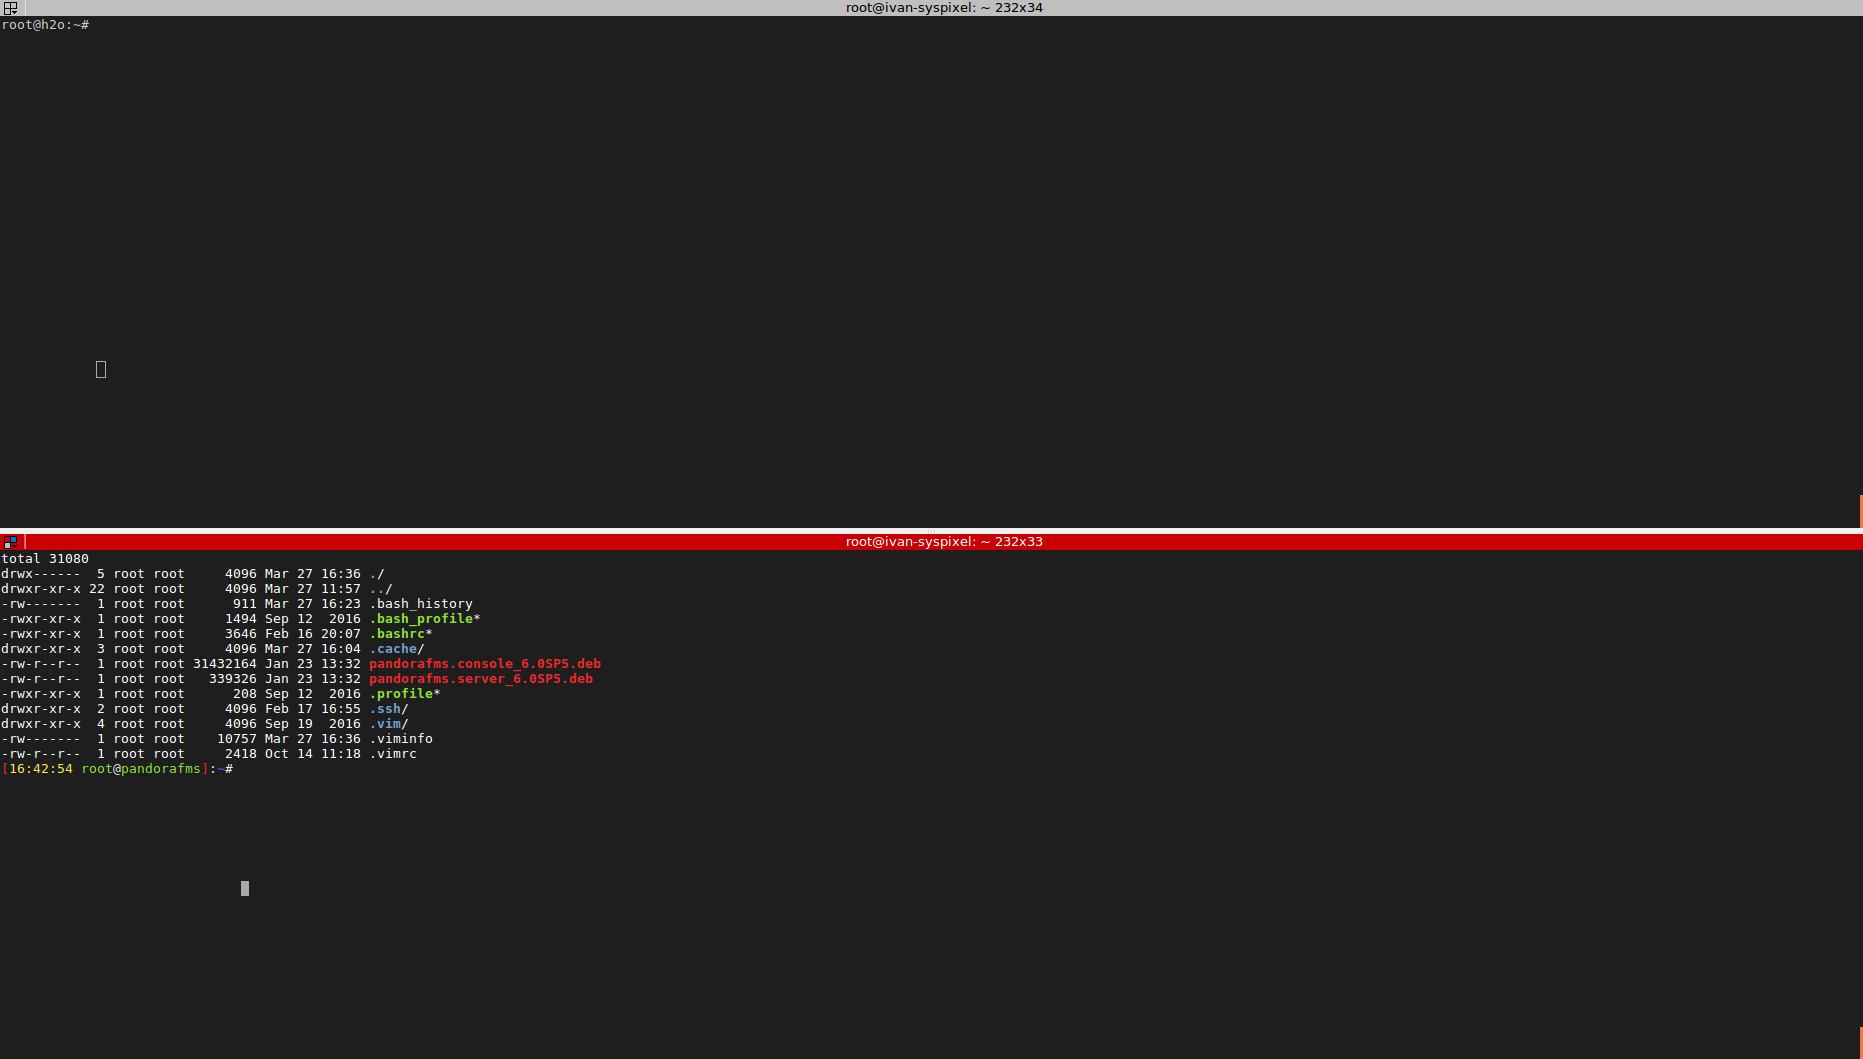 root@ivan-syspixel: ~ 232x34
root@h2o:~#
root@ivan-syspixel: ~ 232x33
total 31080
drwx------  5 root root     4096 Mar 27 16:36 ./
drwxr-xr-x 22 root root     4096 Mar 27 11:57 ../
-rw-------  1 root root      911 Mar 27 16:23 .bash_history
-rwxr-xr-x  1 root root     1494 Sep 12  2016 .bash_profile*
-rwxr-xr-x  1 root root     3646 Feb 16 20:07 .bashrc*
drwxr-xr-x  3 root root     4096 Mar 27 16:04 .cache/
-rw-r--r--  1 root root 31432164 Jan 23 13:32 pandorafms.console_6.0SP5.deb
-rw-r--r--  1 root root   339326 Jan 23 13:32 pandorafms.server_6.0SP5.deb
-rwxr-xr-x  1 root root      208 Sep 12  2016 .profile*
drwxr-xr-x  2 root root     4096 Feb 17 16:55 .ssh/
drwxr-xr-x  4 root root     4096 Sep 19  2016 .vim/
-rw-------  1 root root    10757 Mar 27 16:36 .viminfo
-rw-r--r--  1 root root     2418 Oct 14 11:18 .vimrc
[16:42:54 root@pandorafms]:~#